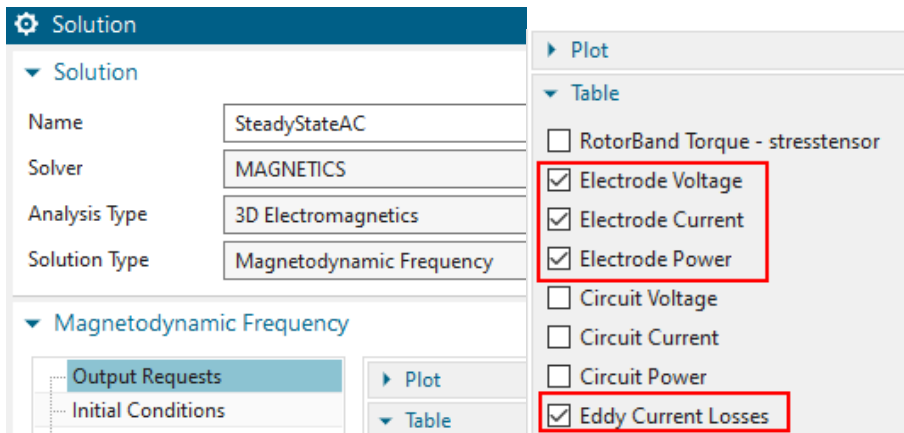 Solution
Solution
Name
SteadyStateAC
Solver
MAGNETICS
Analysis Type
3D Electromagnetics
Solution Type
Magnetodynamic Frequency
Magnetodynamic Frequency
Output Requests
Initial Conditions
Plot
Table
Plot
Table
RotorBand Torque - stresstensor
Electrode Voltage
Electrode Current
Electrode Power
Circuit Voltage
Circuit Current
Circuit Power
Eddy Current Losses